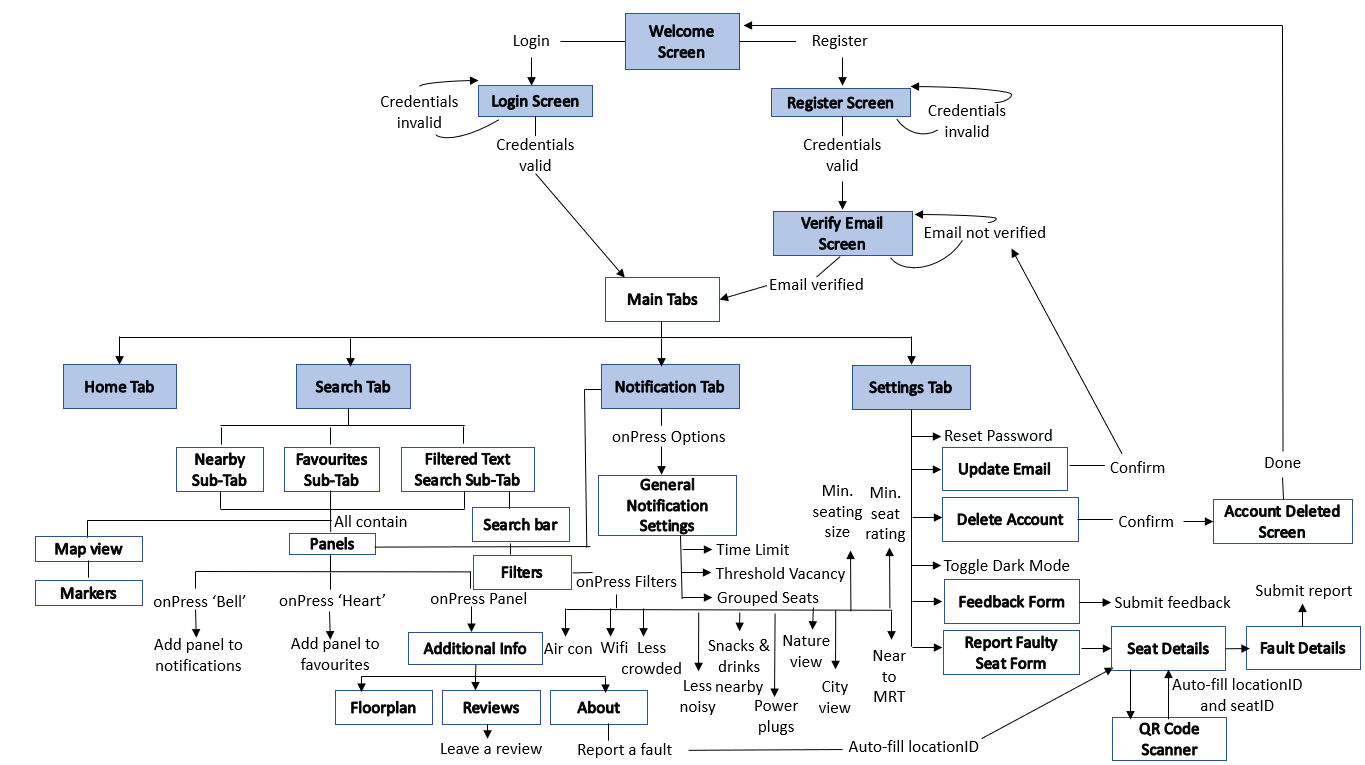 Welcome
Screen
Login
Register
Login Screen
Credentials
invalid
Register Screen
Credentials
invalid
Credentials
valid
Credentials
valid
Verify Email
Screen
Email not verified
Email verified
Main Tabs
Home Tab
Search Tab
Notification Tab
Settings Tab
onPress Options
Reset Password
Nearby
Sub-Tab
Favourites
Sub-Tab
Filtered Text
Search Sub-Tab
General
Notification
Settings
Update Email
Confirm
Done
Min.
seating
size
Min.
seat
rating
Delete Account
Confirm
Account Deleted
Screen
All contain
Search bar
Map view
Panels
Time Limit
Threshold Vacancy
Grouped Seats
Toggle Dark Mode
Filters
onPress Filters
Markers
onPress ‘Bell’
onPress ‘Heart’
onPress Panel
Feedback Form
Submit feedback
Submit report
Add panel to
notifications
Add panel to
favourites
Additional Info
Air con
Wifi
Less
crowded
Less
noisy
Snacks &
drinks
nearby
Power
plugs
Nature
view
City
view
Near
to
MRT
Report Faulty
Seat Form
Seat Details
Fault Details
Auto-fill locationID
and seatID
Floorplan
Reviews
About
QR Code
Scanner
Leave a review
Report a fault
Auto-fill locationID